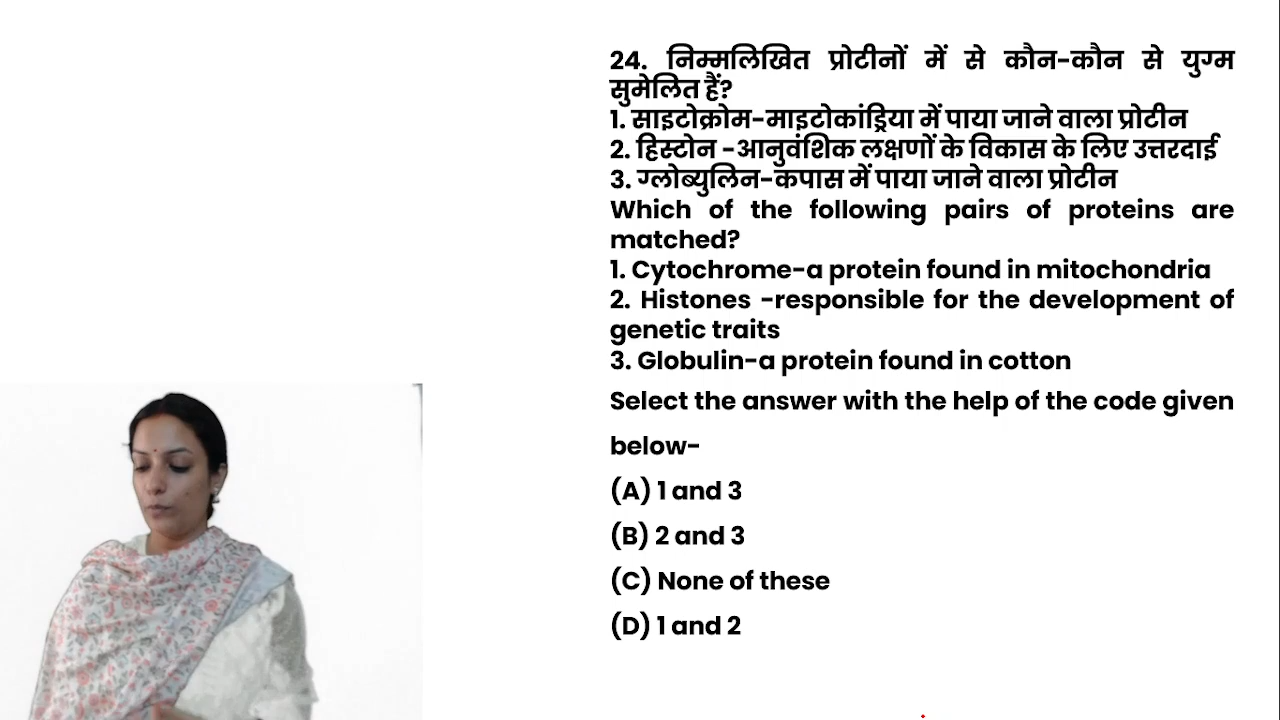 24. निम्मलिखित प्रोटीनों में से कौन-कौन से युग्म
सुमेलित हैं?
1. साइटोक्रोम-माइटोकांड्रिया में पाया जाने वाला प्रोटीन
2. हिस्टोन -आनुवंशिक लक्षणों के विकास के लिए उत्तरदाई
3. ग्लोब्युलिन-कपास में पाया जाने वाला प्रोटीन
Which of the following pairs of proteins are
matched?
1. Cytochrome-a protein found in mitochondria
2. Histones -responsible for the development of
genetic traits
3. Globulin-a protein found in cotton
Select the answer with the help of the code given
below-
(A) 1 and 3
(B) 2 and 3
(C) None of these
(D) 1 and 2